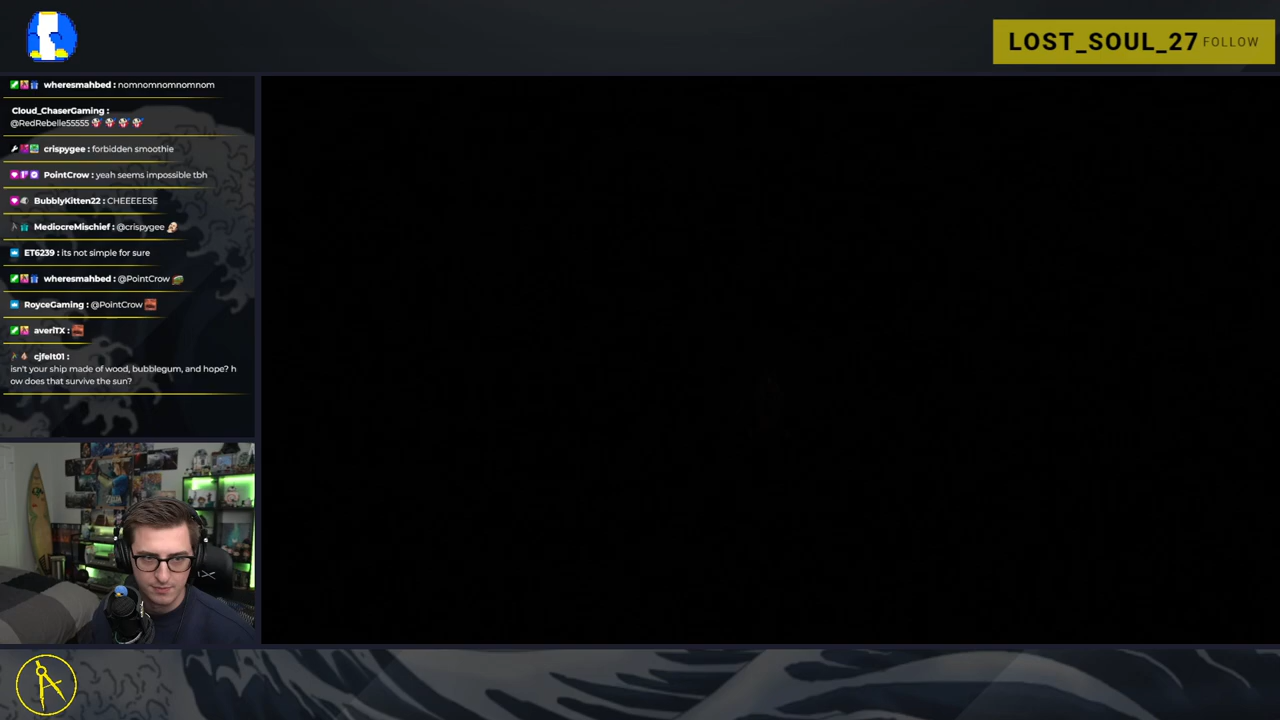 LOST_SOUL_27 FOLLOW
wheresmahbed : nomnomnomnomnom
Cloud_ChaserGaming :
@RedRebelle55555
crispygee : forbidden smoothie
PointCrow : yeah seems impossible tbh
BubblyKitten22 : CHEEEEESE
MediocreMischief : @crispygee
ET6239 : its not simple for sure
wheresmahbed : @PointCrow
RoyceGaming : @PointCrow
averiTX :
cjfelt01 :
isn't your ship made of wood, bubblegum, and hope? h
ow does that survive the sun?